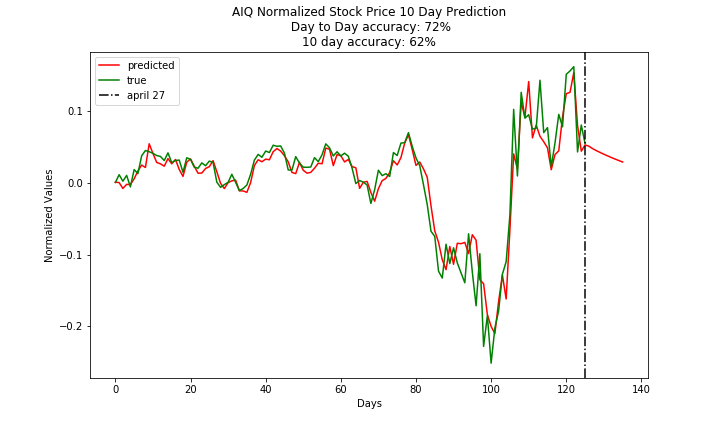 AIQ Normalized Stock Price 10 Day Prediction
Day to Day accuracy: 72%
10 day accuracy: 62%
predicted
true
april 27
Normalized Values
0.1
0.0
−0.1
−0.2
0
20
40
60
80
100
120
140
Days